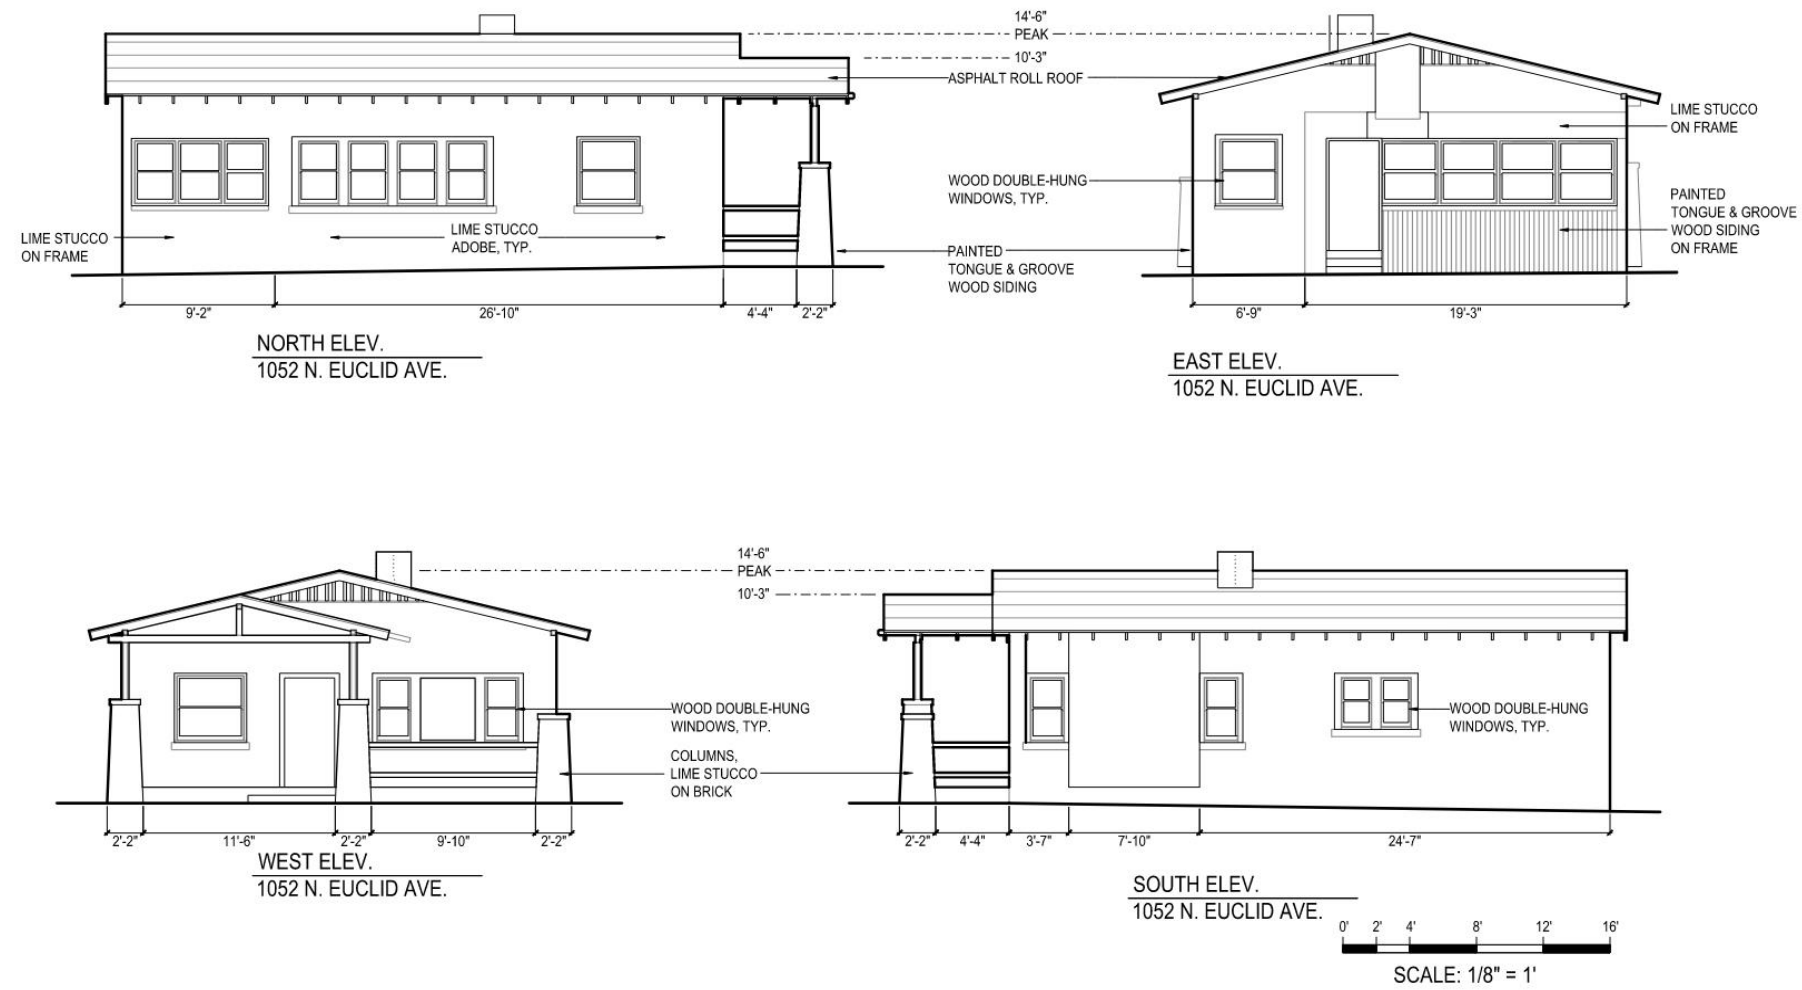 14'-6"
PEAK
10'-3"
ASPHALT ROLL ROOF
LIME STUCCO
ON FRAME
WOOD DOUBLE-HUNG
WINDOWS, TYP.
PAINTED
TONGUE & GROOVE
WOOD SIDING
ON FRAME
LIME STUCCO
ON FRAME
LIME STUCCO
ADOBE, TYP.
PAINTED
TONGUE & GROOVE
WOOD SIDING
9'-2"
26'-10"
4'-4"
2'-2"
6'-9"
19'-3"
NORTH ELEV.
1052 N. EUCLID AVE.
EAST ELEV.
1052 N. EUCLID AVE.
14'-6"
PEAK
10'-3"
WOOD DOUBLE-HUNG
WINDOWS, TYP.
WOOD DOUBLE-HUNG
WINDOWS, TYP.
COLUMNS,
LIME STUCCO
ON BRICK
2'-2"
11'-6"
2'-2"
9'-10"
2'-2"
2'-2"
4'-4"
3'-7"
7'-10"
24'-7"
WEST ELEV.
1052 N. EUCLID AVE.
SOUTH ELEV.
1052 N. EUCLID AVE.
0' 2' 4' 8' 12' 16'
SCALE: 1/8" = 1'